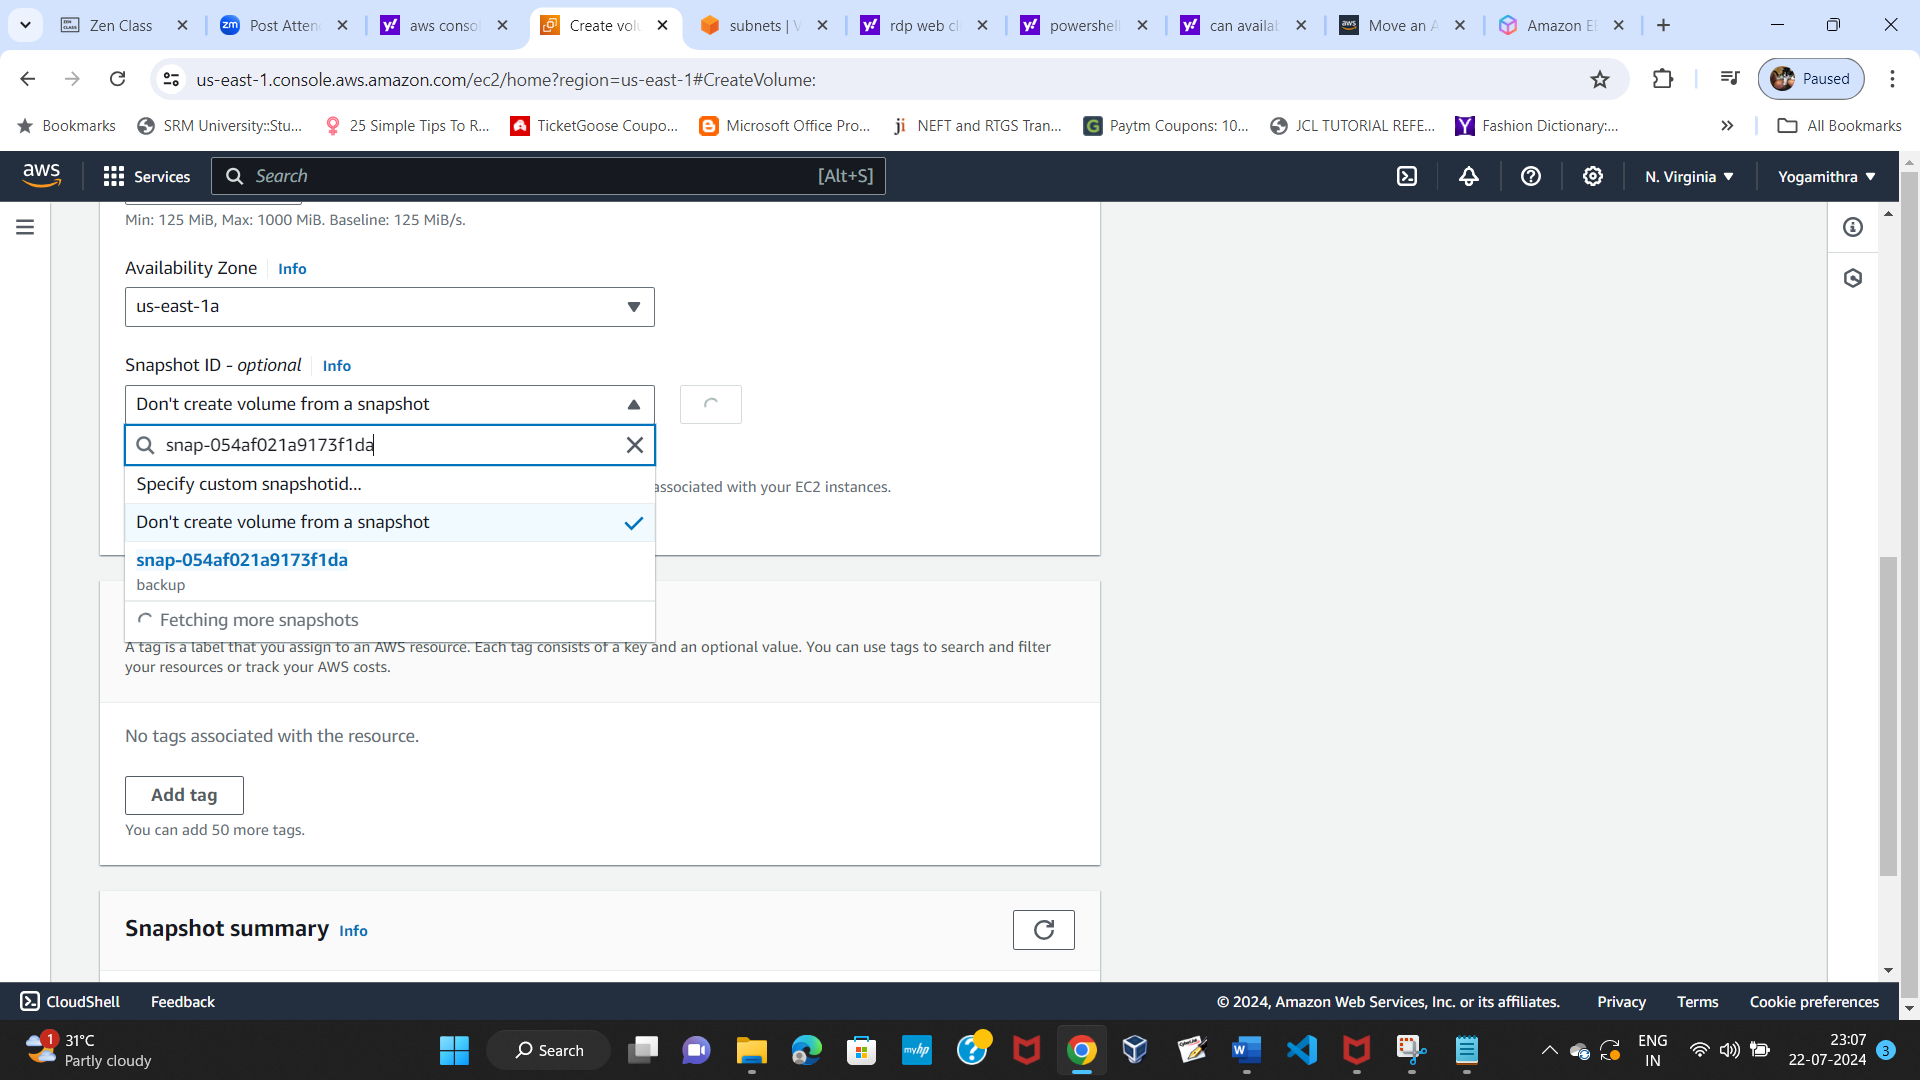 Zen Class
Post Atten
aws conso
Create volu
subnets | V
rdp web cl
powershell
can availab
Move an A
Amazon E
us-east-1.console.aws.amazon.com/ec2/home?region=us-east-1#CreateVolume:
Paused
Bookmarks
SRM University::Stu...
25 Simple Tips To R...
TicketGoose Coupo...
Microsoft Office Pro...
NEFT and RTGS Tran...
Paytm Coupons: 10...
JCL TUTORIAL REFE...
Fashion Dictionary:...
All Bookmarks
aws
Services
Search
[Alt+S]
N. Virginia
Yogamithra
Min: 125 MiB, Max: 1000 MiB. Baseline: 125 MiB/s.
Availability Zone
Info
us-east-1a
Snapshot ID - optional
Info
Don't create volume from a snapshot
snap-054af021a9173f1da
Specify custom snapshotid...
associated with your EC2 instances.
Don't create volume from a snapshot
snap-054af021a9173f1da
backup
Fetching more snapshots
A tag is a label that you assign to an AWS resource. Each tag consists of a key and an optional value. You can use tags to search and filter
your resources or track your AWS costs.
No tags associated with the resource.
Add tag
You can add 50 more tags.
Snapshot summary
Info
CloudShell
Feedback
© 2024, Amazon Web Services, Inc. or its affiliates.
Privacy
Terms
Cookie preferences
1
31°C
Partly cloudy
Search
ENG
IN
23:07
22-07-2024
3